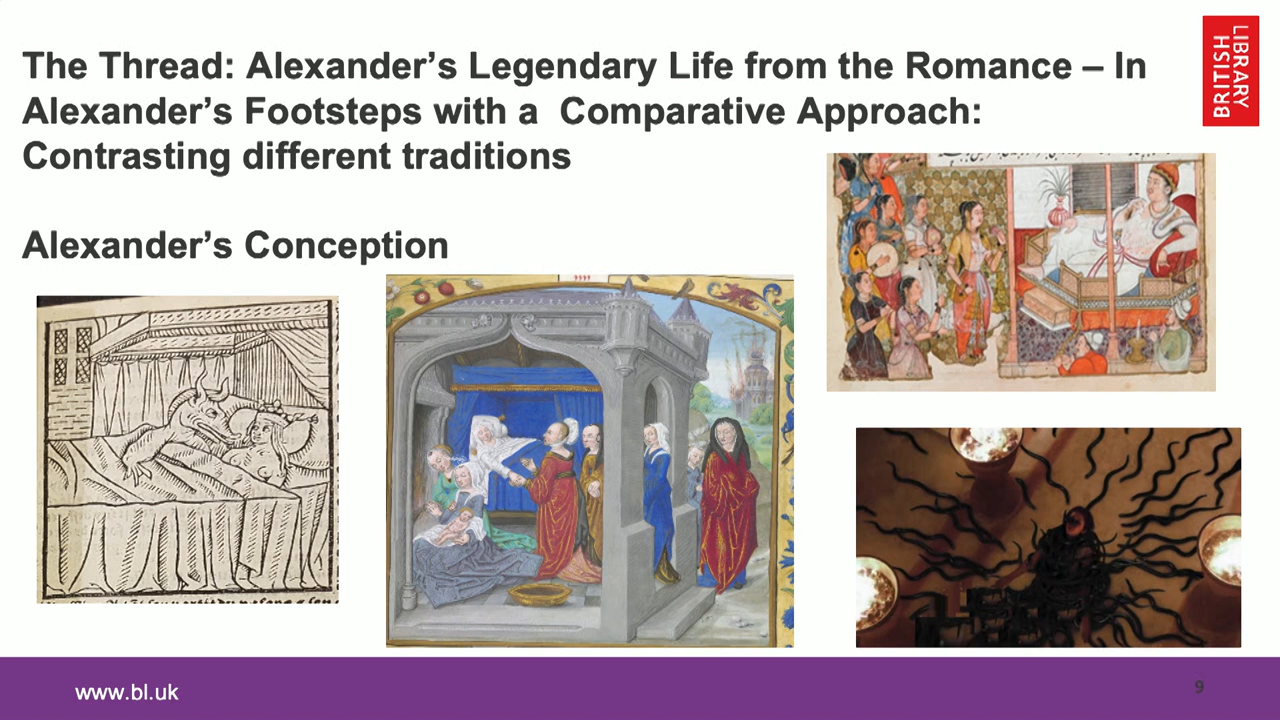 The Thread: Alexander’s Legendary Life from the Romance – In
Alexander’s Footsteps with a  Comparative Approach:
Contrasting different traditions
Alexander’s Conception
BRITISH
LIBRARY
www.bl.uk
9